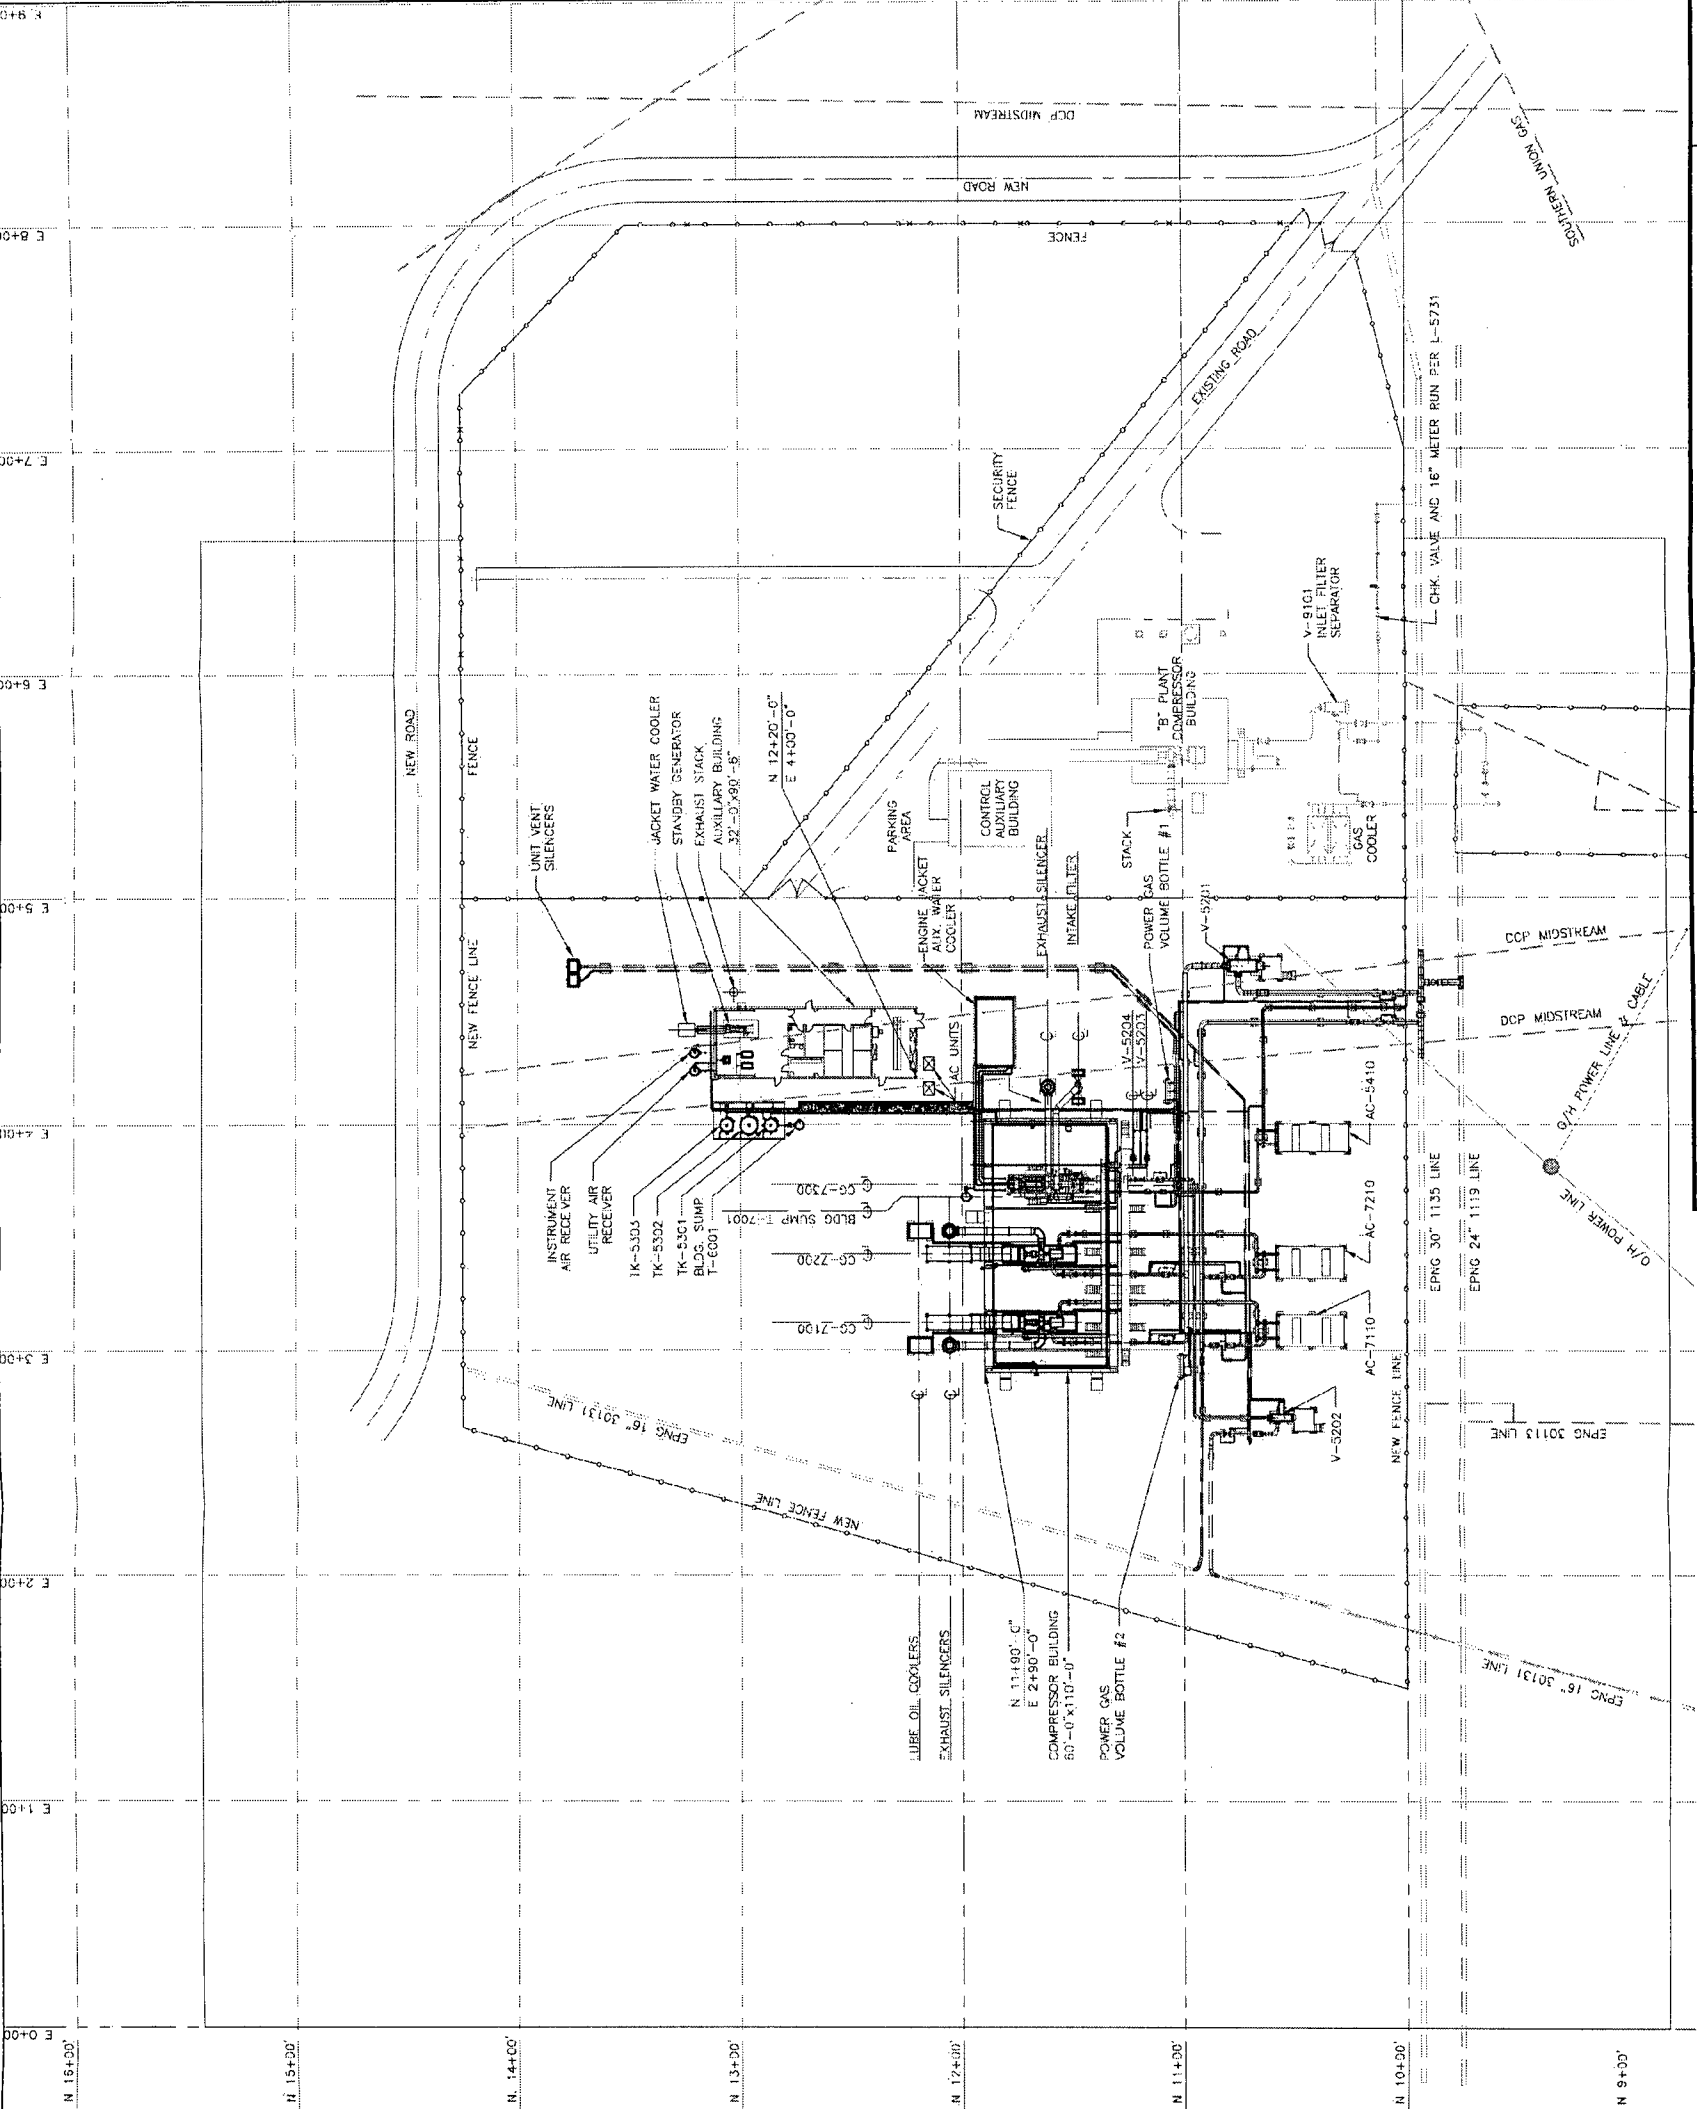 E 9+0
E 8+00
E 7+00
E 6+00
E 5+00
E 4+00
E 3+00
E 2+00
E 1+00
E 0+00
N 16+00'
N 15+00'
N 14+00'
N 13+00'
N 12+00'
N 11+00'
N 10+00'
N 9+00'
DCP MIDSTREAM
NEW ROAD
FENCE
SOUTHERN UNION GAS
EXISTING ROAD
CHK. VALVE AND 16" METER RUN PER L-5731
SECURITY
FENCE
V-9101
INLET FILTER
SEPARATOR
"B" PLANT
COMPRESSOR
BUILDING
NEW ROAD
FENCE
UNIT VENT
SILENCERS
JACKET WATER COOLER
STANDBY GENERATOR
EXHAUST STACK
AUXILLARY BUILDING
32'-0"x90'-6"
N 12+20'-0"
E 4+00'-0"
PARKING
AREA
CONTROL
AUXILIARY
BUILDING
GAS
COOLER
ENGINE JACKET
AUX. WATER
COOLER
EXHAUST SILENCER
INTAKE FILTER
STACK
POWER GAS
VOLUME BOTTLE #1
V-5201
NEW FENCE LINE
AC UNITS
V-5204
V-5203
DCP MIDSTREAM
DCP MIDSTREAM
O/H POWER LINE & CABLE
O/H POWER LINE
INSTRUMENT
AIR RECEIVER
UTILITY AIR
RECEIVER
TK-5303
TK-5302
TK-5301
BLDG. SUMP
T-6001
CG-7300
BLDG SUMP T-7001
CG-7200
CG-7100
AC-5410
AC-7210
AC-7110
EPNG 30" 1135 LINE
EPNG 24" 1119 LINE
EPNG 16" 30131 LINE
NEW FENCE LINE
V-5202
NEW FENCE LINE
EPNG 30113 LINE
LUBE OIL COOLERS
EXHAUST SILENCERS
N 11+90'-0"
E 2+90'-0"
COMPRESSOR BUILDING
60'-0"x110'-0"
POWER GAS
VOLUME BOTTLE #2
EPNG 16" 30131 LINE